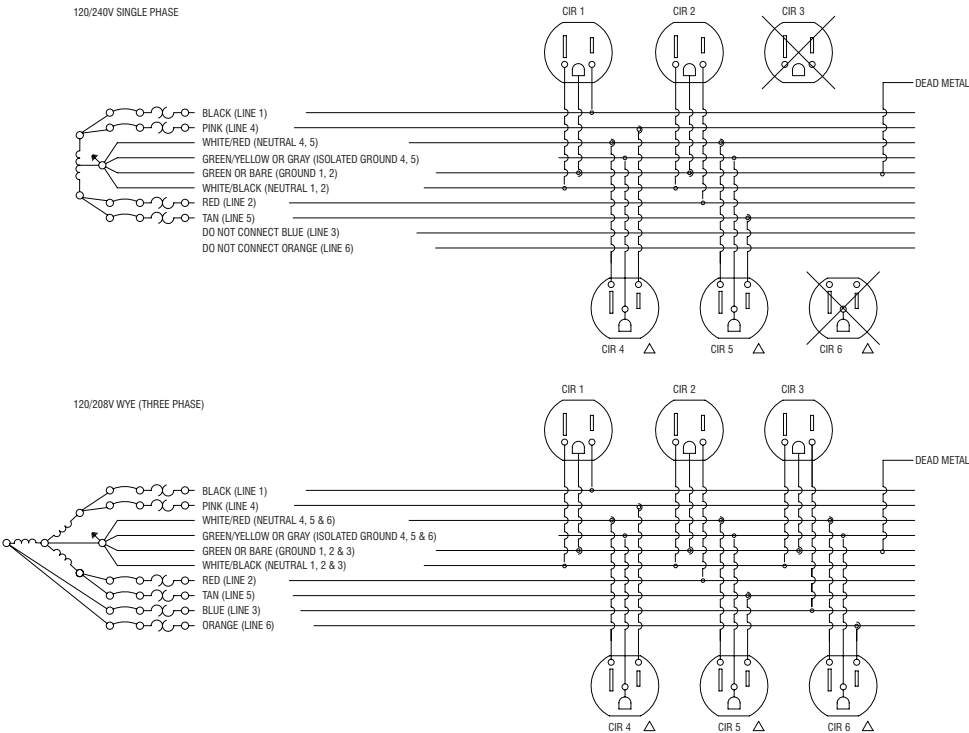 120/240V SINGLE PHASE
CIR 1
CIR 2
CIR 3
DEAD METAL
BLACK (LINE 1)
PINK (LINE 4)
WHITE/RED (NEUTRAL 4, 5)
GREEN/YELLOW OR GRAY (ISOLATED GROUND 4, 5)
GREEN OR BARE (GROUND 1, 2)
WHITE/BLACK (NEUTRAL 1, 2)
RED (LINE 2)
TAN (LINE 5)
DO NOT CONNECT BLUE (LINE 3)
DO NOT CONNECT ORANGE (LINE 6)
CIR 4
CIR 5
CIR 6
120/208V WYE (THREE PHASE)
CIR 1
CIR 2
CIR 3
DEAD METAL
BLACK (LINE 1)
PINK (LINE 4)
WHITE/RED (NEUTRAL 4, 5 & 6)
GREEN/YELLOW OR GRAY (ISOLATED GROUND 4, 5 & 6)
GREEN OR BARE (GROUND 1, 2 & 3)
WHITE/BLACK (NEUTRAL 1, 2 & 3)
RED (LINE 2)
TAN (LINE 5)
BLUE (LINE 3)
ORANGE (LINE 6)
CIR 4
CIR 5
CIR 6